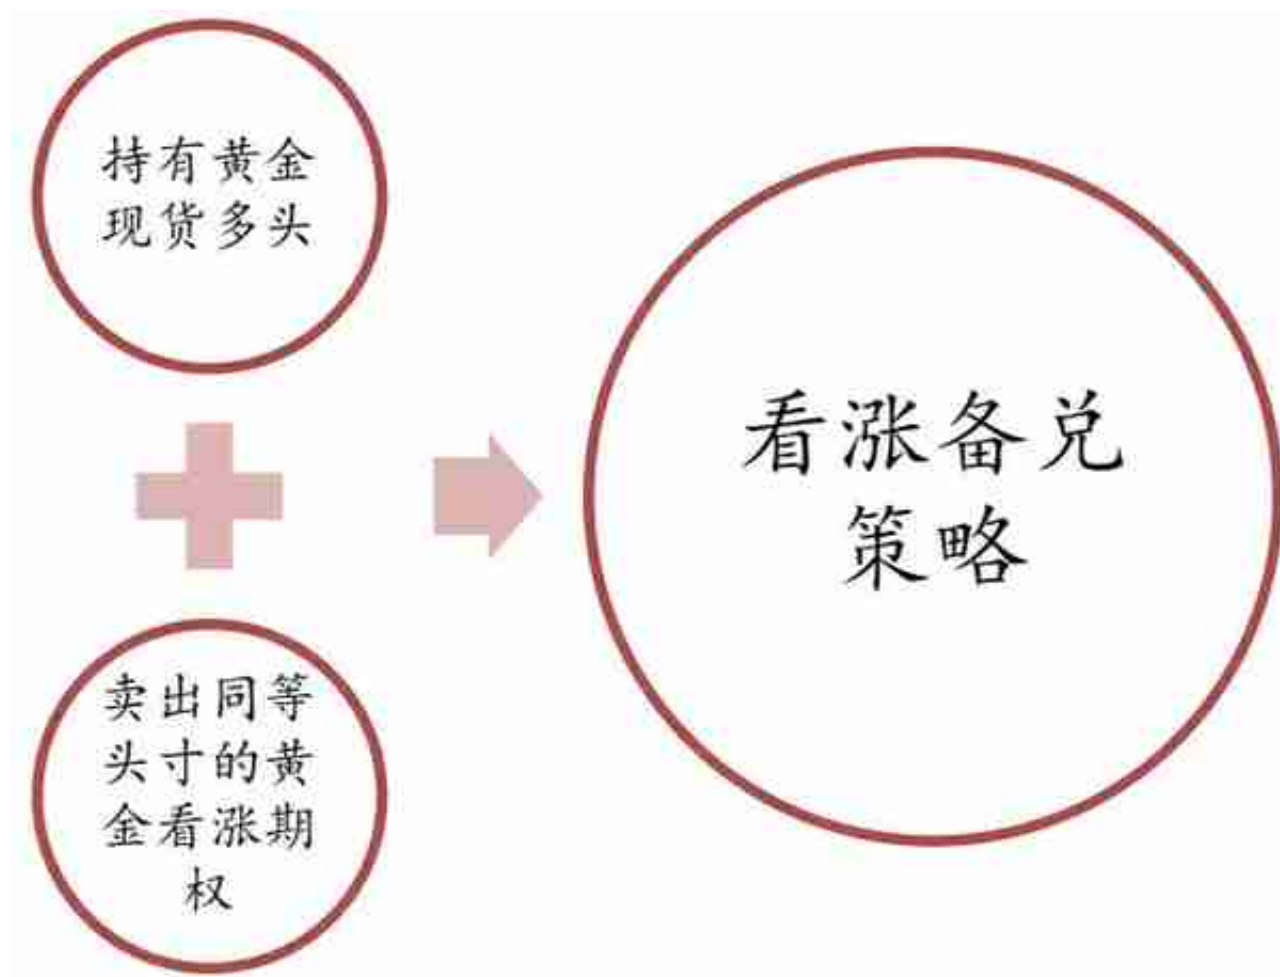 持有黄金
现货多头
卖出同等
头寸的黄
金看涨期
权
看涨备兑
策略